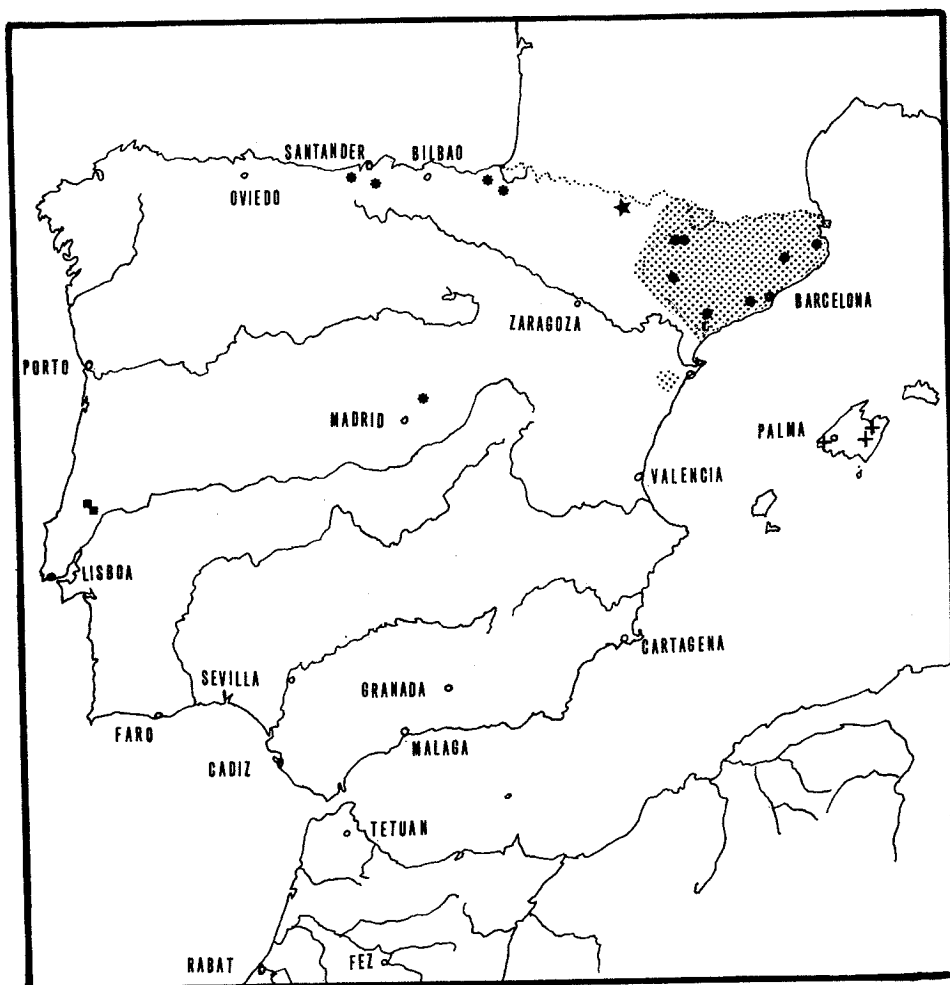 SANTANDER
BILBAO
OVIEDO
ZARAGOZA
BARCELONA
PORTO
MADRID
PALMA
VALENCIA
LISBOA
CARTAGENA
SEVILLA
GRANADA
FARO
MALAGA
CADIZ
TETUAN
RABAT
FEZ